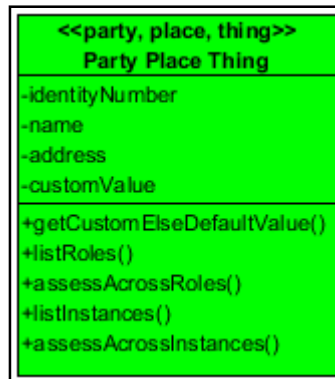 <<party, place, thing>>
Party Place Thing
-identityNumber
-name
-address
-customValue
+getCustomElseDefaultValue()
+listRoles()
+assessAcrossRoles()
+listInstances()
+assessAcrossInstances()